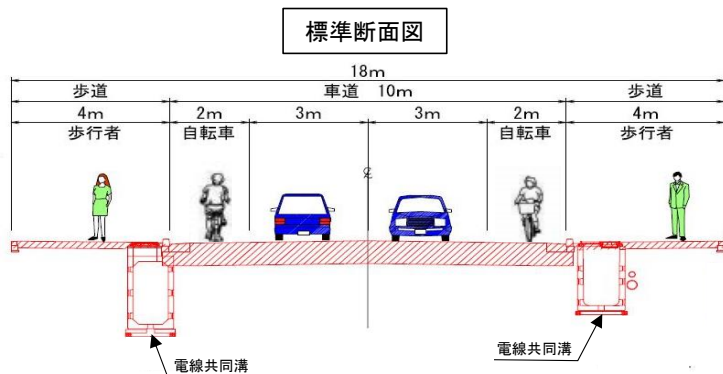 標準断面図
18m
歩道 車道 10m 歩道
4m 2m 3m 3m 2m 4m
歩行者 自転車 自転車 歩行者
℄
電線共同溝
電線共同溝